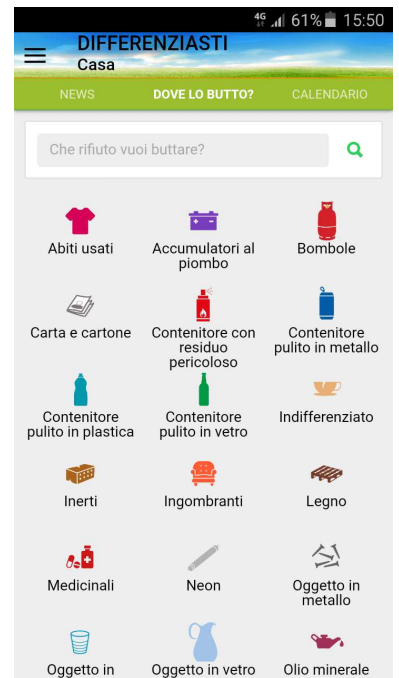 4G 61% 15:50
DIFFERENZIASTI
Casa
NEWS DOVE LO BUTTO? CALENDARIO
Che rifiuto vuoi buttare?
Abiti usati
Accumulatori al
piombo
Bombole
Carta e cartone
Contenitore con
residuo
pericoloso
Contenitore
pulito in metallo
Contenitore
pulito in plastica
Contenitore
pulito in vetro
Indifferenziato
Inerti
Ingombranti
Legno
Medicinali
Neon
Oggetto in
metallo
Oggetto in
Oggetto in vetro
Olio minerale